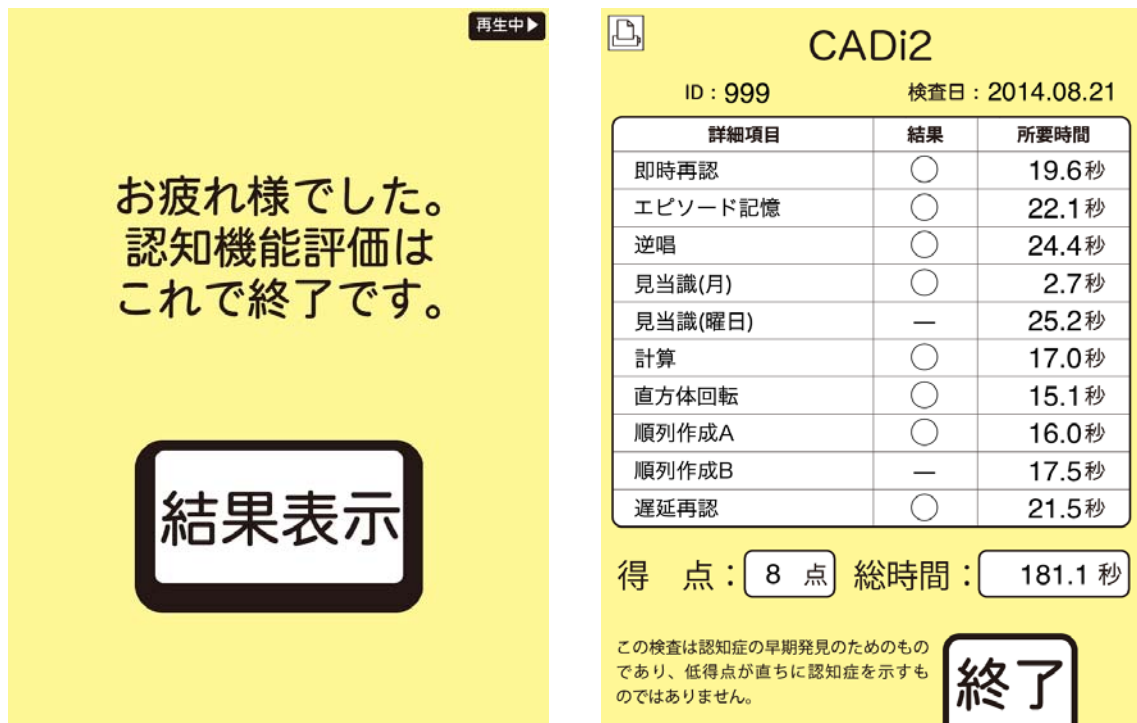 再生中▶
お疲れ様でした。
認知機能評価は
これで終了です。
結果表示
CADi2
ID：999 検査日：2014.08.21
詳細項目 結果 所要時間
即時再認 ○ 19.6秒
エピソード記憶 ○ 22.1秒
逆唱 ○ 24.4秒
見当識(月) ○ 2.7秒
見当識(曜日) ― 25.2秒
計算 ○ 17.0秒
直方体回転 ○ 15.1秒
順列作成A ○ 16.0秒
順列作成B ― 17.5秒
遅延再認 ○ 21.5秒
得 点：8 点 総時間：181.1 秒
この検査は認知症の早期発見のためのもの
であり、低得点が直ちに認知症を示すも
のではありません。
終了